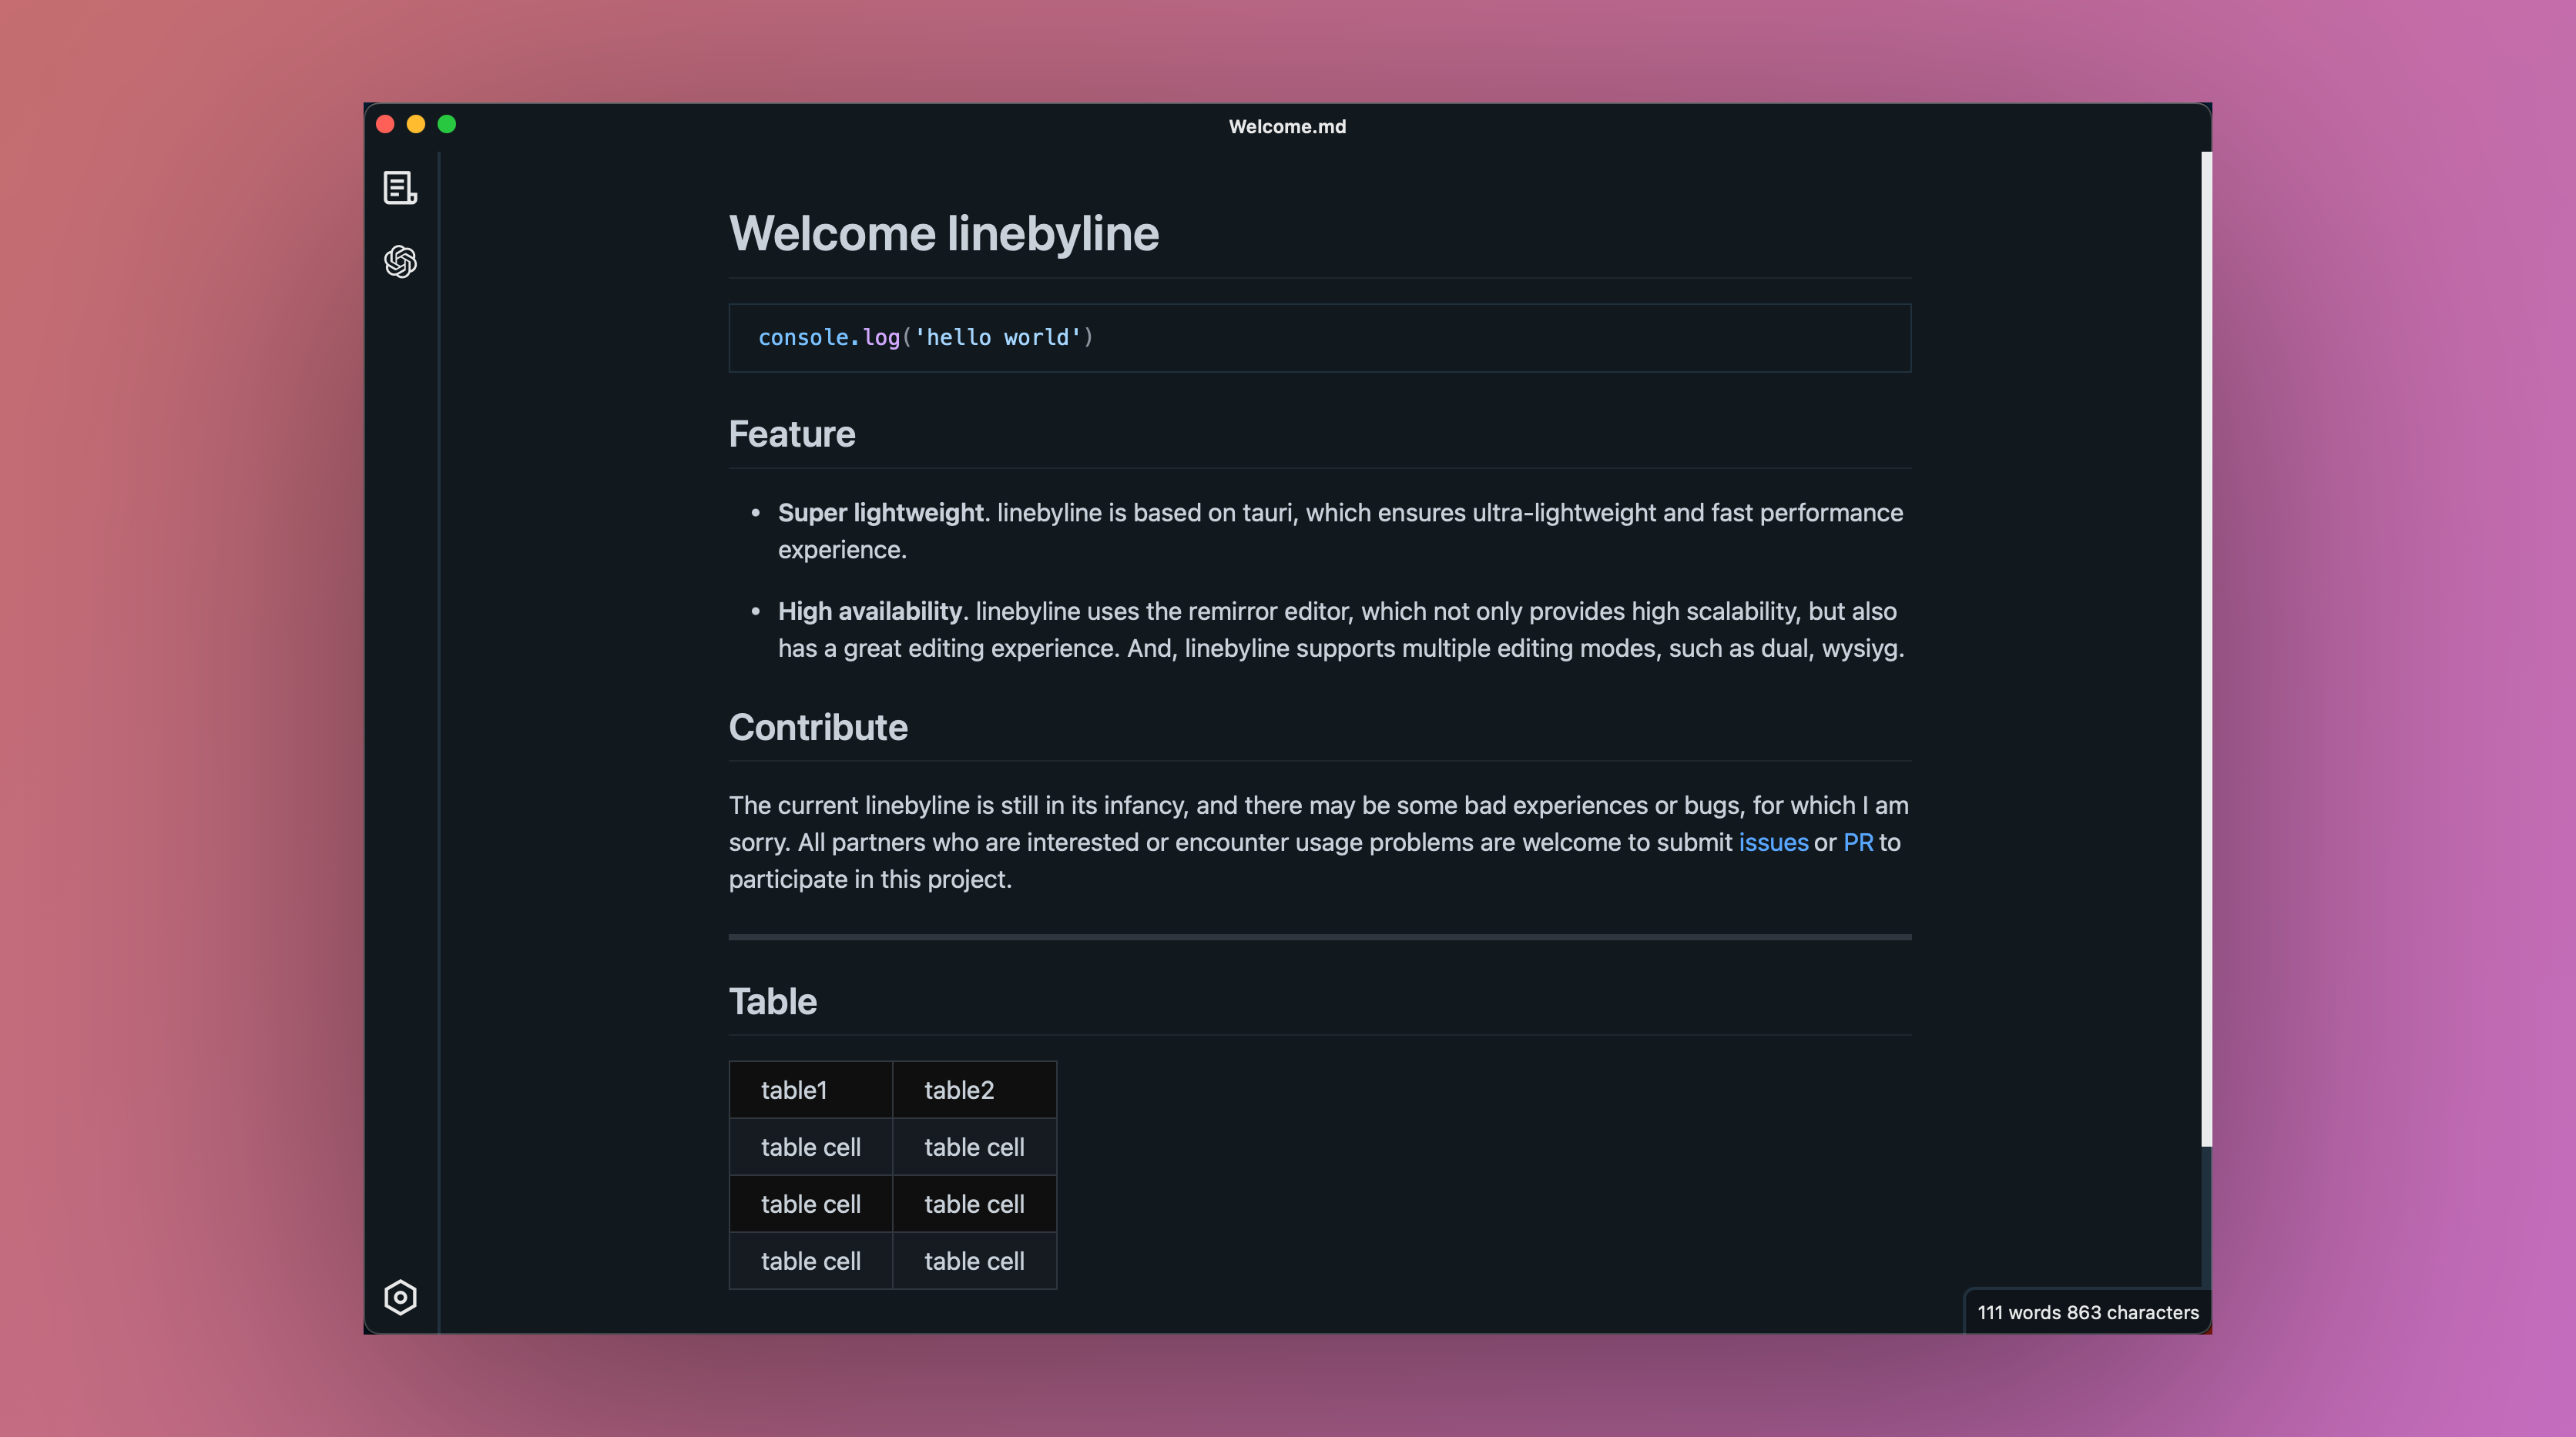 Welcome.md
Welcome linebyline
console.log('hello world')
Feature
• Super lightweight. linebyline is based on tauri, which ensures ultra-lightweight and fast performance
experience.
• High availability. linebyline uses the remirror editor, which not only provides high scalability, but also
has a great editing experience. And, linebyline supports multiple editing modes, such as dual, wysiyg.
Contribute
The current linebyline is still in its infancy, and there may be some bad experiences or bugs, for which I am
sorry. All partners who are interested or encounter usage problems are welcome to submit issues or PR to
participate in this project.
Table
table1 table2
table cell table cell
table cell table cell
table cell table cell
111 words 863 characters